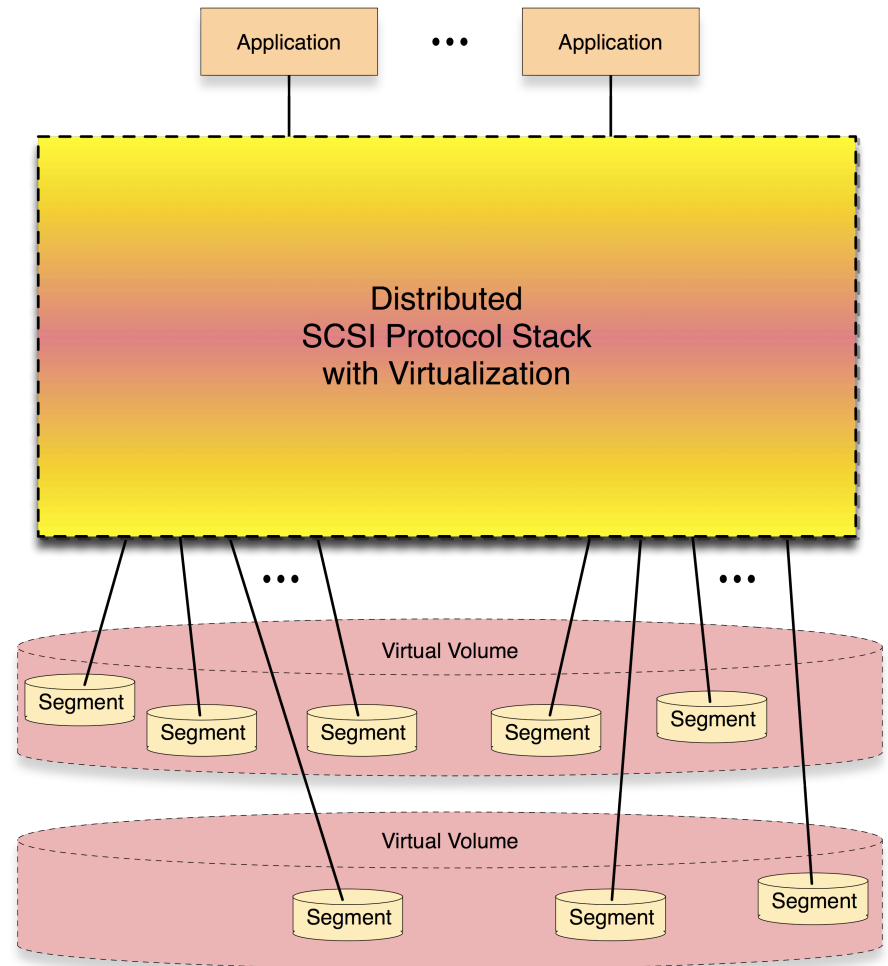 Application
•••
Application
Distributed
SCSI Protocol Stack
with Virtualization
•••
•••
Virtual Volume
Segment
Segment
Segment
Segment
Segment
Virtual Volume
Segment
Segment
Segment